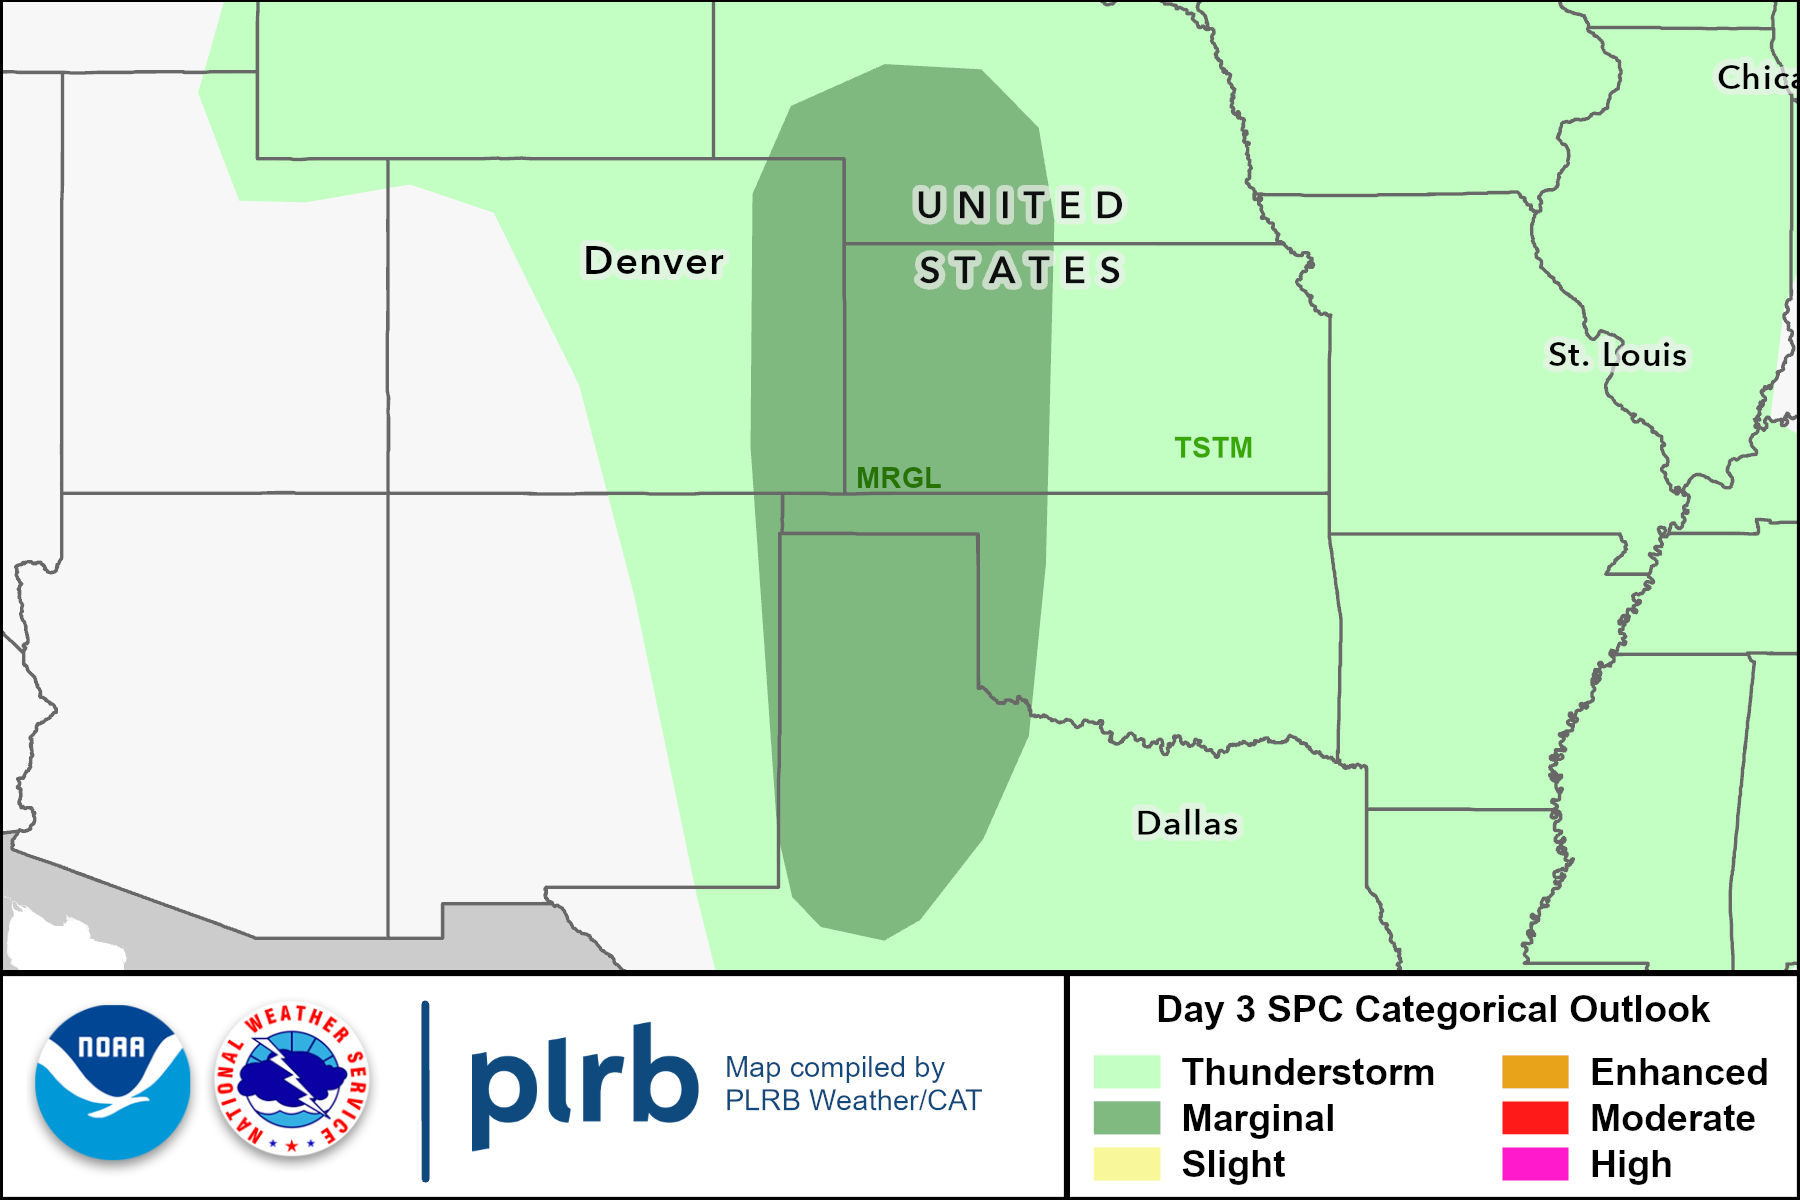 Chica
UNITED
STATES
Denver
St. Louis
TSTM
MRGL
Dallas
NOAA
NATIONAL WEATHER SERVICE
plrb
Map compiled by
PLRB Weather/CAT
Day 3 SPC Categorical Outlook
Thunderstorm
Marginal
Slight
Enhanced
Moderate
High